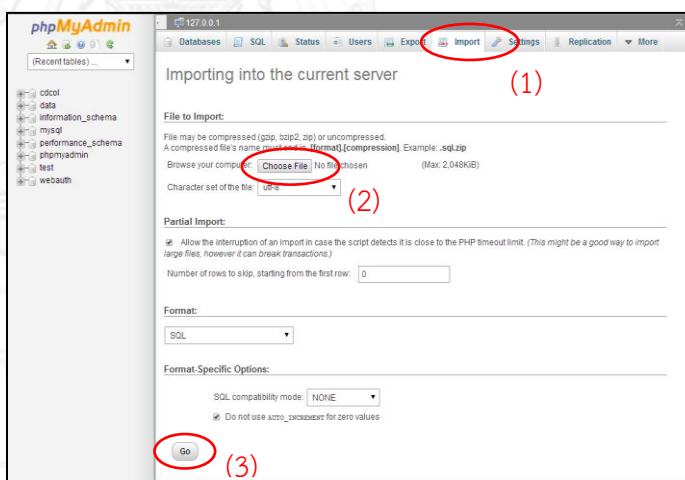 phpMyAdmin
(Recent tables) ...
cdcol
data
information_schema
mysql
performance_schema
phpmyadmin
test
webauth
127.0.0.1
Databases SQL Status Users Export Import Settings Replication More
Importing into the current server
(1)
File to Import:
File may be compressed (gzip, bzip2, zip) or uncompressed.
A compressed file's name must end in .[format].[compression]. Example: .sql.zip
Browse your computer: Choose File No file chosen (Max: 2,048KiB)
Character set of the file: utf-8
(2)
Partial Import:
Allow the interruption of an import in case the script detects it is close to the PHP timeout limit. (This might be a good way to import
large files, however it can break transactions.)
Number of rows to skip, starting from the first row: 0
Format:
SQL
Format-Specific Options:
SQL compatibility mode: NONE
Do not use AUTO_INCREMENT for zero values
Go
(3)